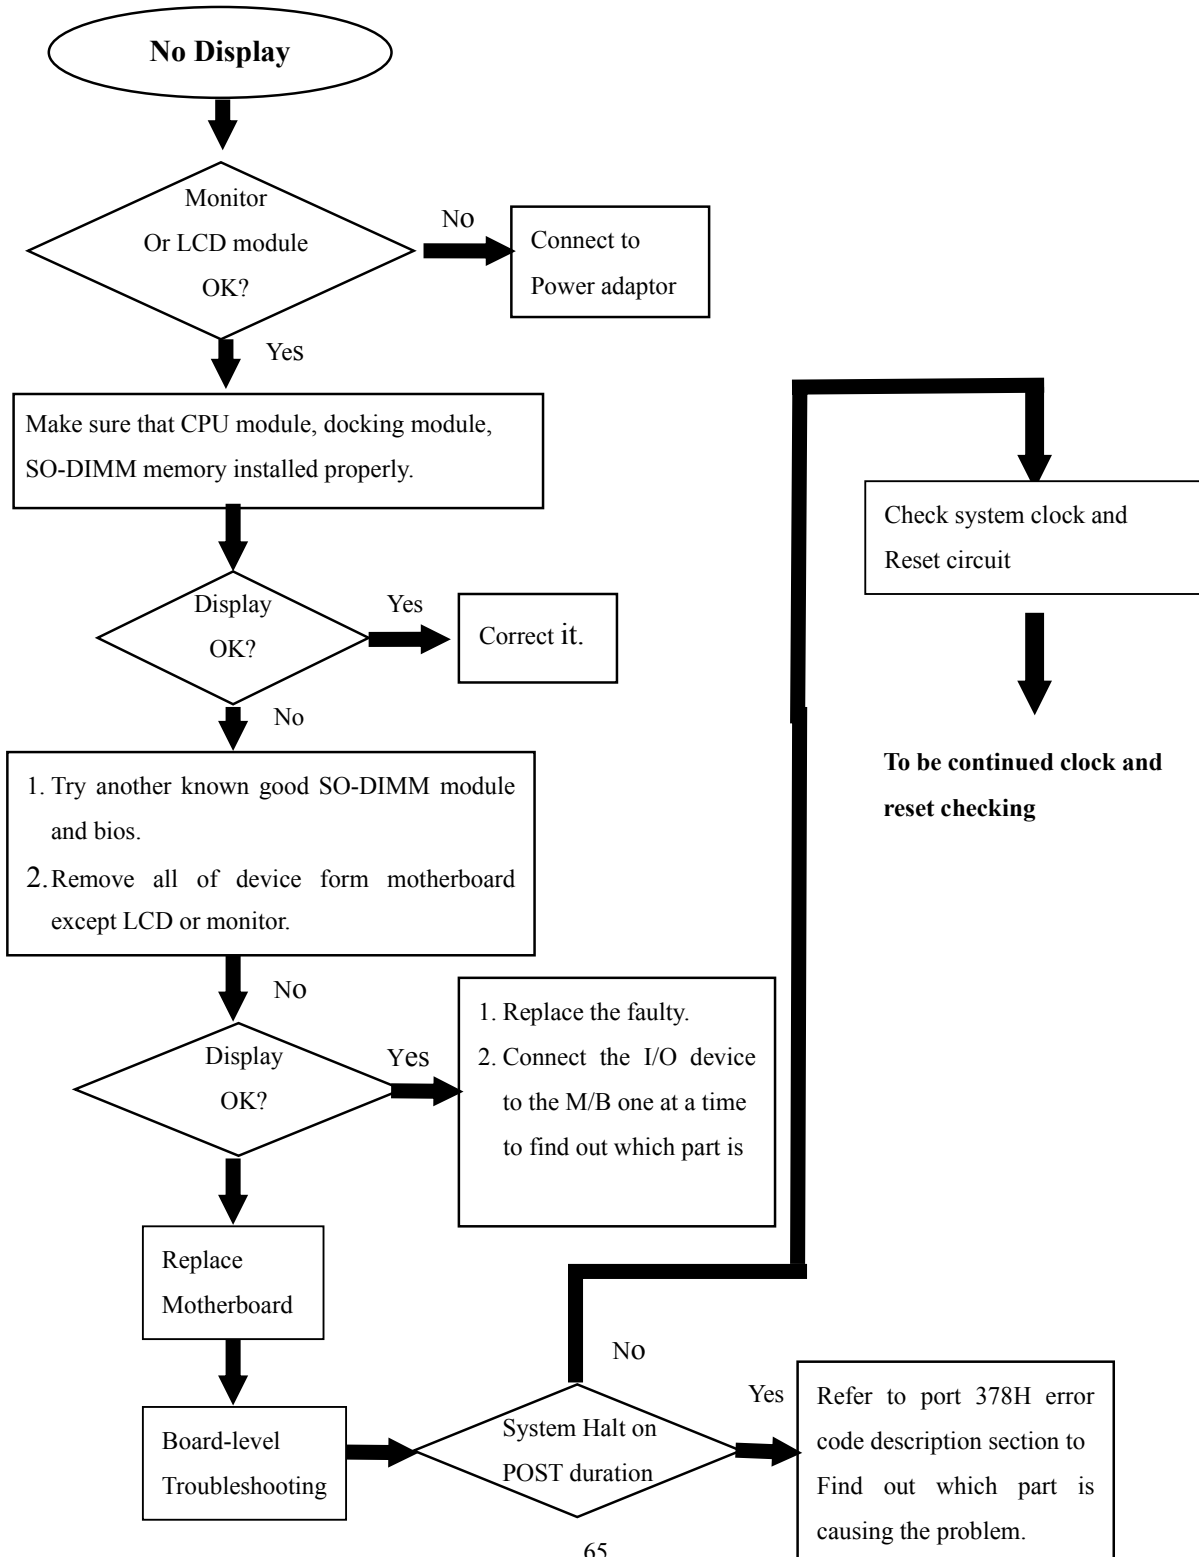 No Display
Monitor
Or LCD module
OK?
No
Connect to
Power adaptor
Yes
Make sure that CPU module, docking module,
SO-DIMM memory installed properly.
Display
OK?
Yes
Correct it.
No
1. Try another known good SO-DIMM module
and bios.
2. Remove all of device form motherboard
except LCD or monitor.
No
Display
OK?
Yes
1. Replace the faulty.
2. Connect the I/O device
to the M/B one at a time
to find out which part is
Replace
Motherboard
Board-level
Troubleshooting
System Halt on
POST duration
Yes
Refer to port 378H error
code description section to
Find out which part is
causing the problem.
No
Check system clock and
Reset circuit
To be continued clock and
reset checking
65